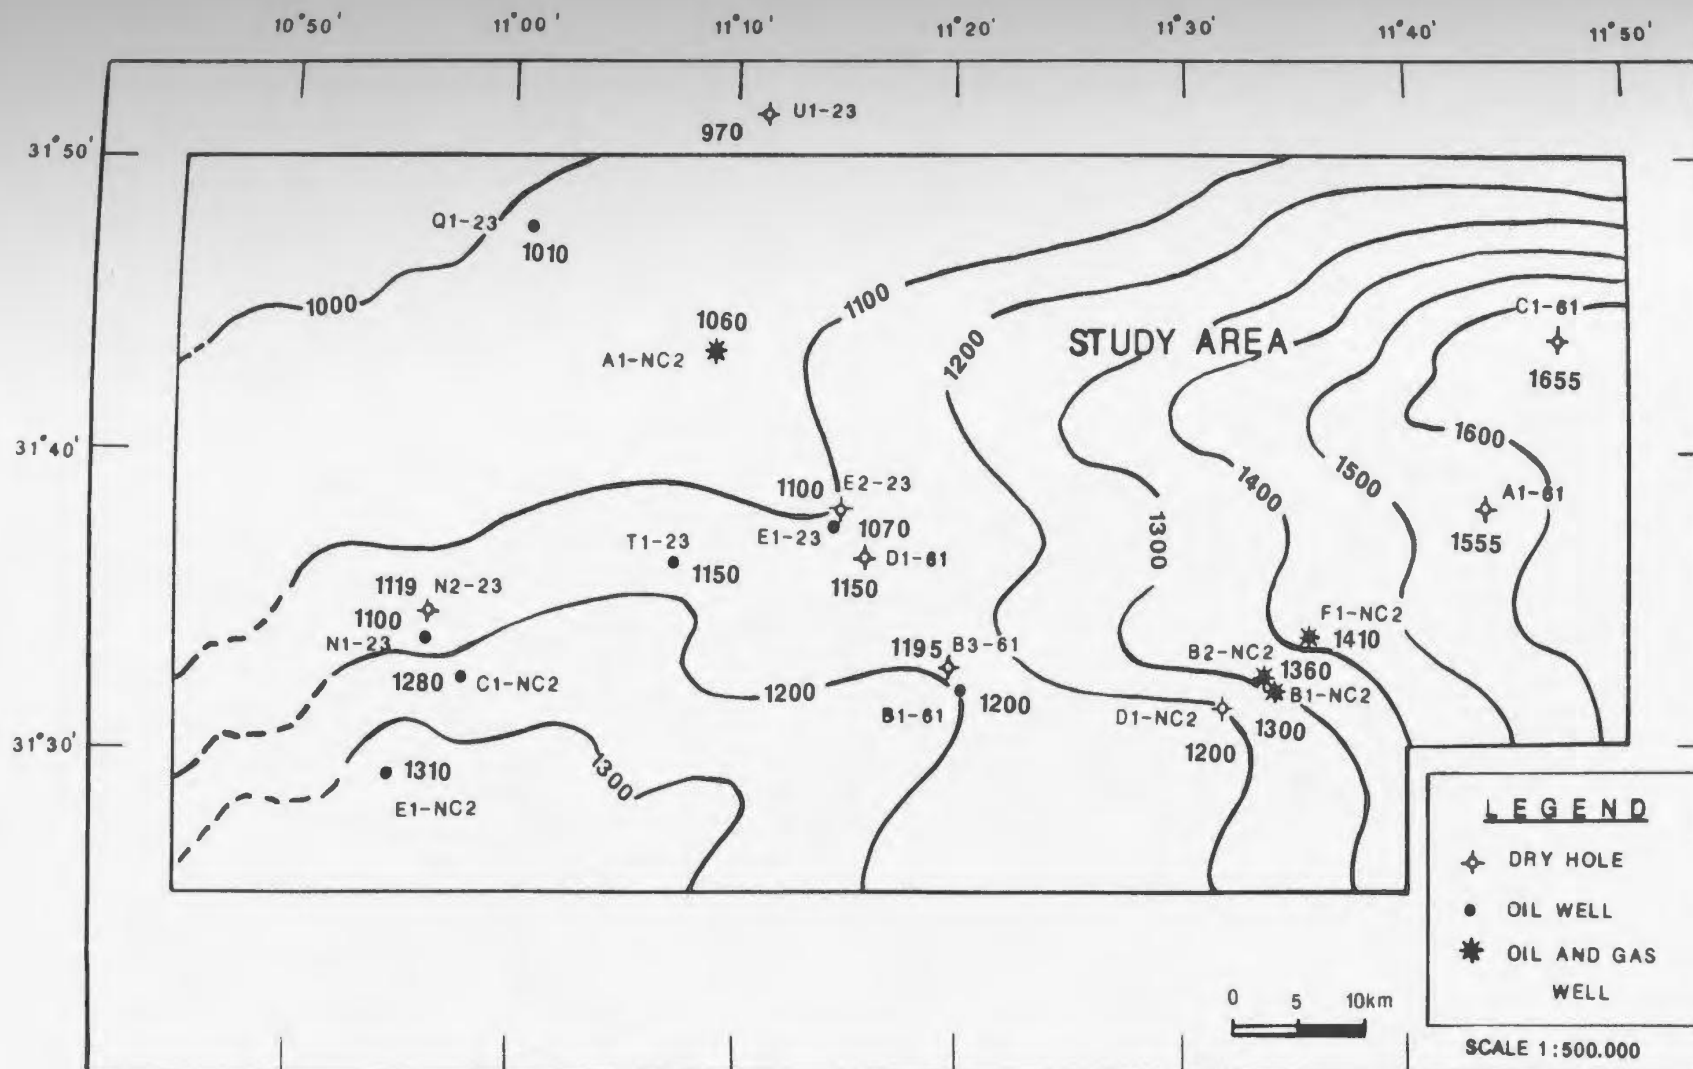 10°50' 11°00' 11°10' 11°20' 11°30' 11°40' 11°50'
U1-23
970
31°50'
Q1-23
1010
1000
1100
1060
A1-NC2
1200
STUDY AREA
C1-61
1655
31°40'
1600
1500
1400
1300
A1-61
1555
1100 E2-23
E1-23 1070
T1-23
1150
D1-61
1150
1119 N2-23
1100
N1-23
1280 C1-NC2
F1-NC2
1410
1195 B3-61
B2-NC2
1360
B1-NC2
1300
1200
B1-61 1200
D1-NC2
1200
31°30'
1310
E1-NC2
1300
LEGEND
DRY HOLE
OIL WELL
OIL AND GAS
WELL
0 5 10km
SCALE 1:500.000